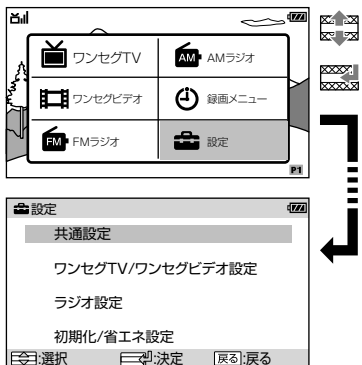 ワンセグTV
AM AMラジオ
ワンセグビデオ
録画メニュー
FM FMラジオ
設定
P1
設定
共通設定
ワンセグTV/ワンセグビデオ設定
ラジオ設定
初期化/省エネ設定
:選択 :決定 戻る:戻る